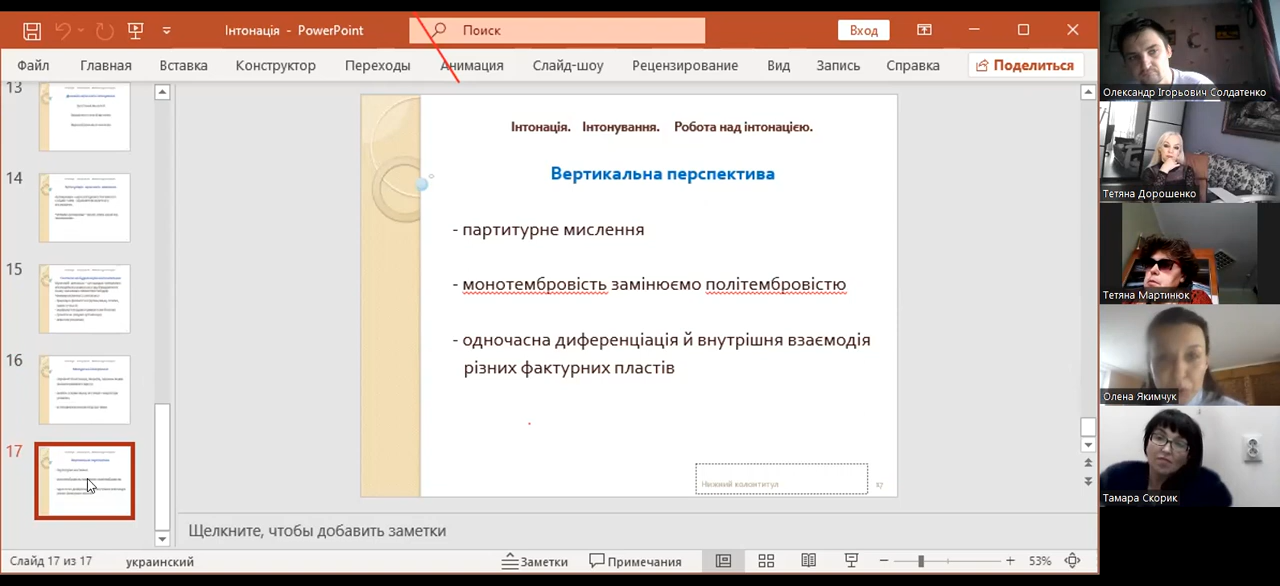 Інтонація - PowerPoint
Поиск
Вход
Файл Главная Вставка Конструктор Переходы Анимация Слайд-шоу Рецензирование Вид Запись Справка Поделиться
13
14
15
16
17
Інтонація. Інтонування. Робота над інтонацією.
Вертикальна перспектива
- партитурне мислення
- монотембровість замінюємо політембровістю
- одночасна диференціація й внутрішня взаємодія
різних фактурних пластів
Нижний колонтитул 17
Щелкните, чтобы добавить заметки
Слайд 17 из 17 украинский Заметки Примечания 53%
Олександр Ігорьович Солдатенко
Тетяна Дорошенко
Тетяна Мартинюк
Олена Якимчук
Тамара Скорик